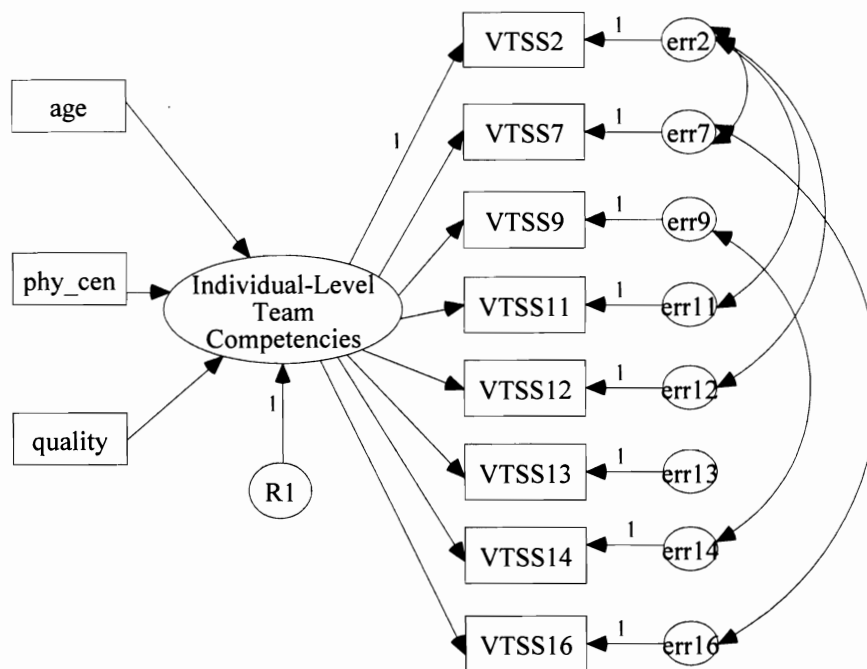 age
phy_cen
quality
Individual-Level
Team
Competencies
1
R1
1
VTSS2
1
err2
VTSS7
1
err7
VTSS9
1
err9
VTSS11
1
err11
VTSS12
1
err12
VTSS13
1
err13
VTSS14
1
err14
VTSS16
1
err16